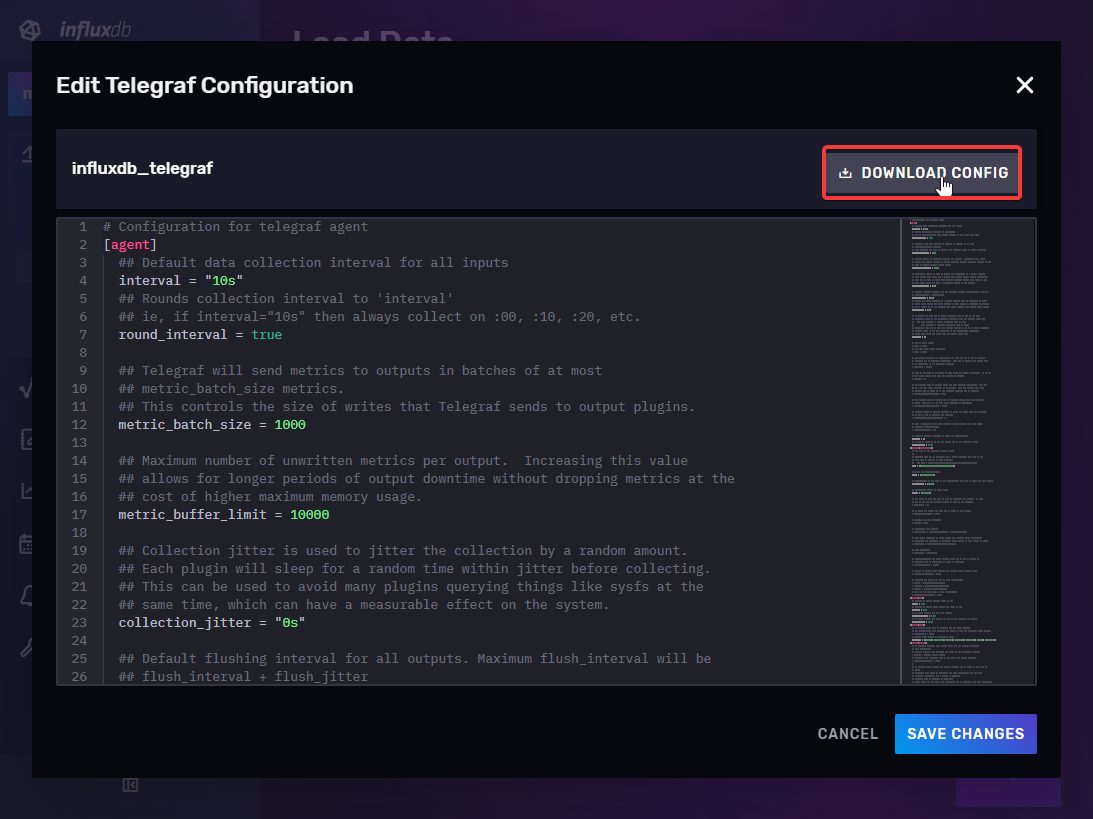 influxdb
Load Data
Edit Telegraf Configuration
influxdb_telegraf
DOWNLOAD CONFIG
1 # Configuration for telegraf agent
2 [agent]
3 ## Default data collection interval for all inputs
4 interval = "10s"
5 ## Rounds collection interval to 'interval'
6 ## ie, if interval="10s" then always collect on :00, :10, :20, etc.
7 round_interval = true
8
9 ## Telegraf will send metrics to outputs in batches of at most
10 ## metric_batch_size metrics.
11 ## This controls the size of writes that Telegraf sends to output plugins.
12 metric_batch_size = 1000
13
14 ## Maximum number of unwritten metrics per output.  Increasing this value
15 ## allows for longer periods of output downtime without dropping metrics at the
16 ## cost of higher maximum memory usage.
17 metric_buffer_limit = 10000
18
19 ## Collection jitter is used to jitter the collection by a random amount.
20 ## Each plugin will sleep for a random time within jitter before collecting.
21 ## This can be used to avoid many plugins querying things like sysfs at the
22 ## same time, which can have a measurable effect on the system.
23 collection_jitter = "0s"
24
25 ## Default flushing interval for all outputs. Maximum flush_interval will be
26 ## flush_interval + flush_jitter
CANCEL
SAVE CHANGES